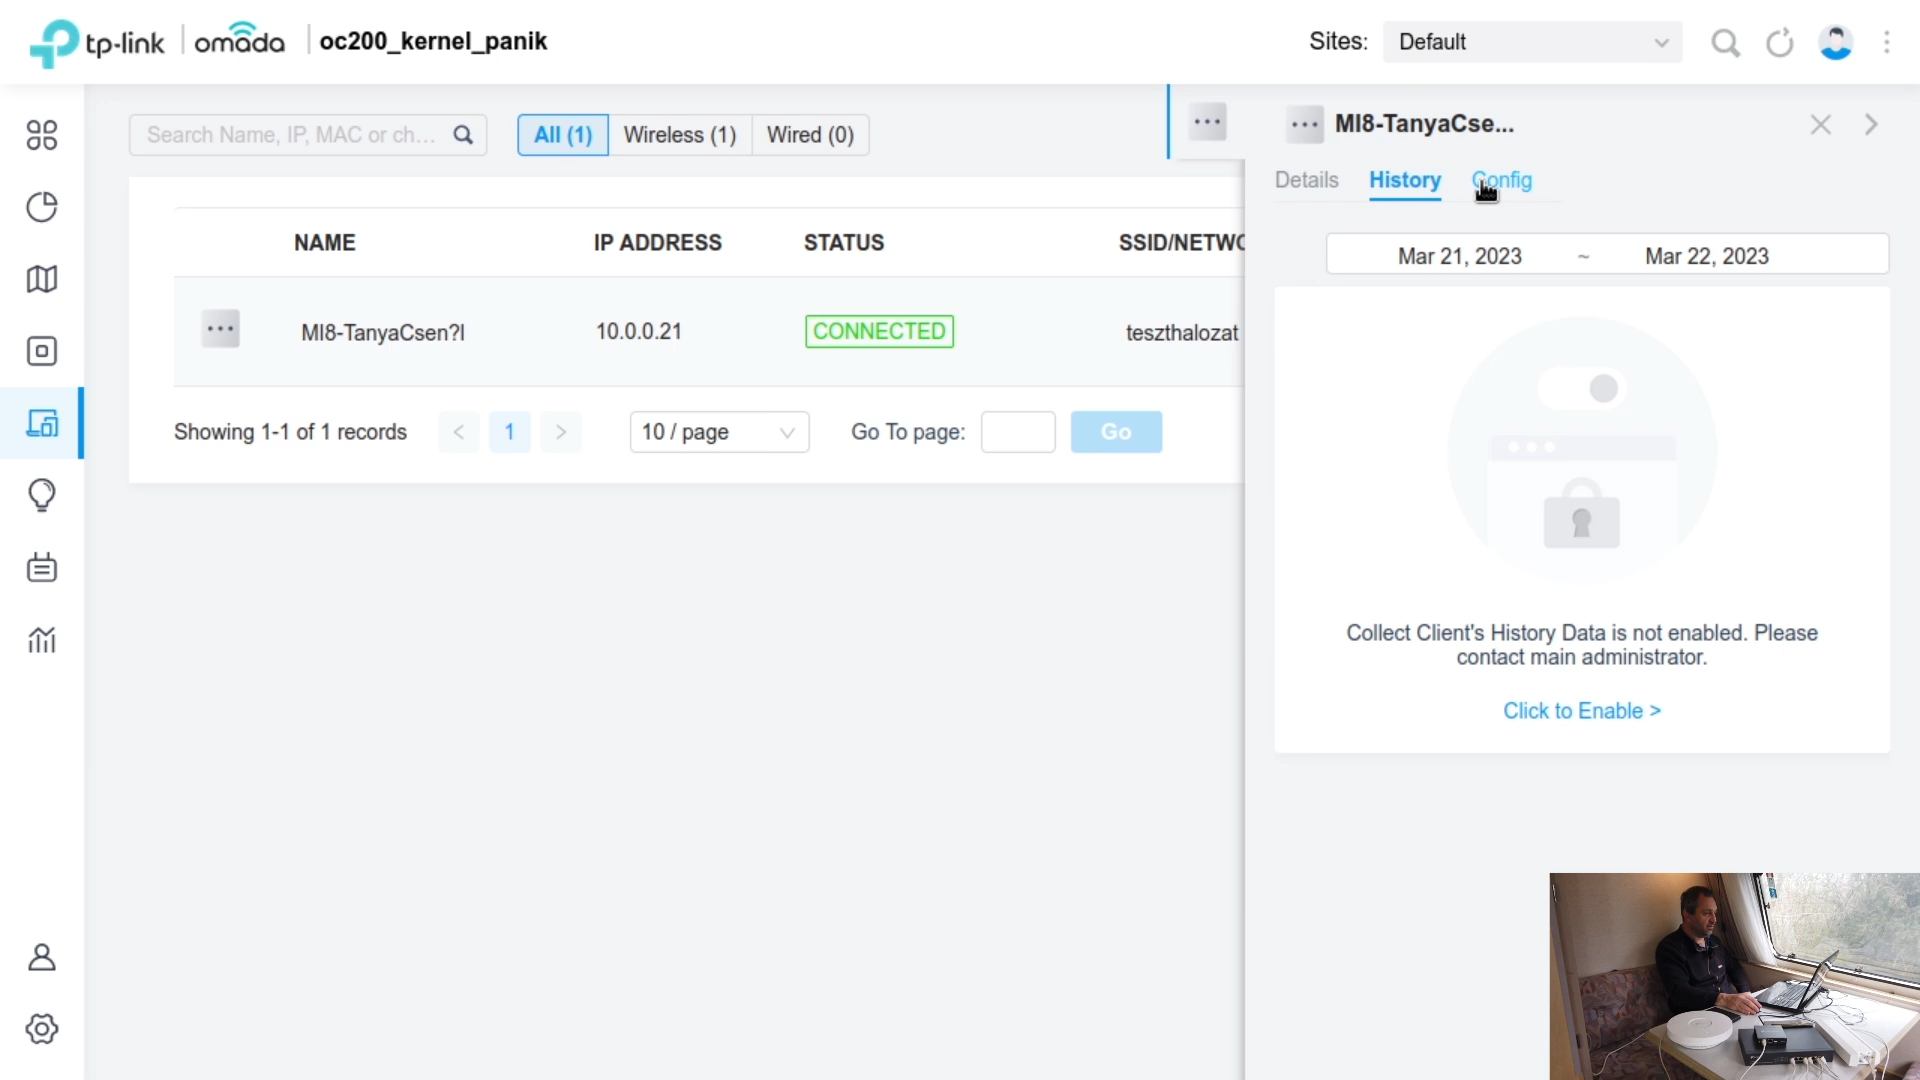 tp-link | omada | oc200_kernel_panik
Sites: Default
Search Name, IP, MAC or ch...
All (1) Wireless (1) Wired (0)
NAME IP ADDRESS STATUS SSID/NETWO
MI8-TanyaCsen?l 10.0.0.21 CONNECTED teszthalozat
Showing 1-1 of 1 records < 1 > 10 / page Go To page: Go
MI8-TanyaCse...
Details History Config
Mar 21, 2023 ~ Mar 22, 2023
Collect Client's History Data is not enabled. Please
contact main administrator.
Click to Enable >